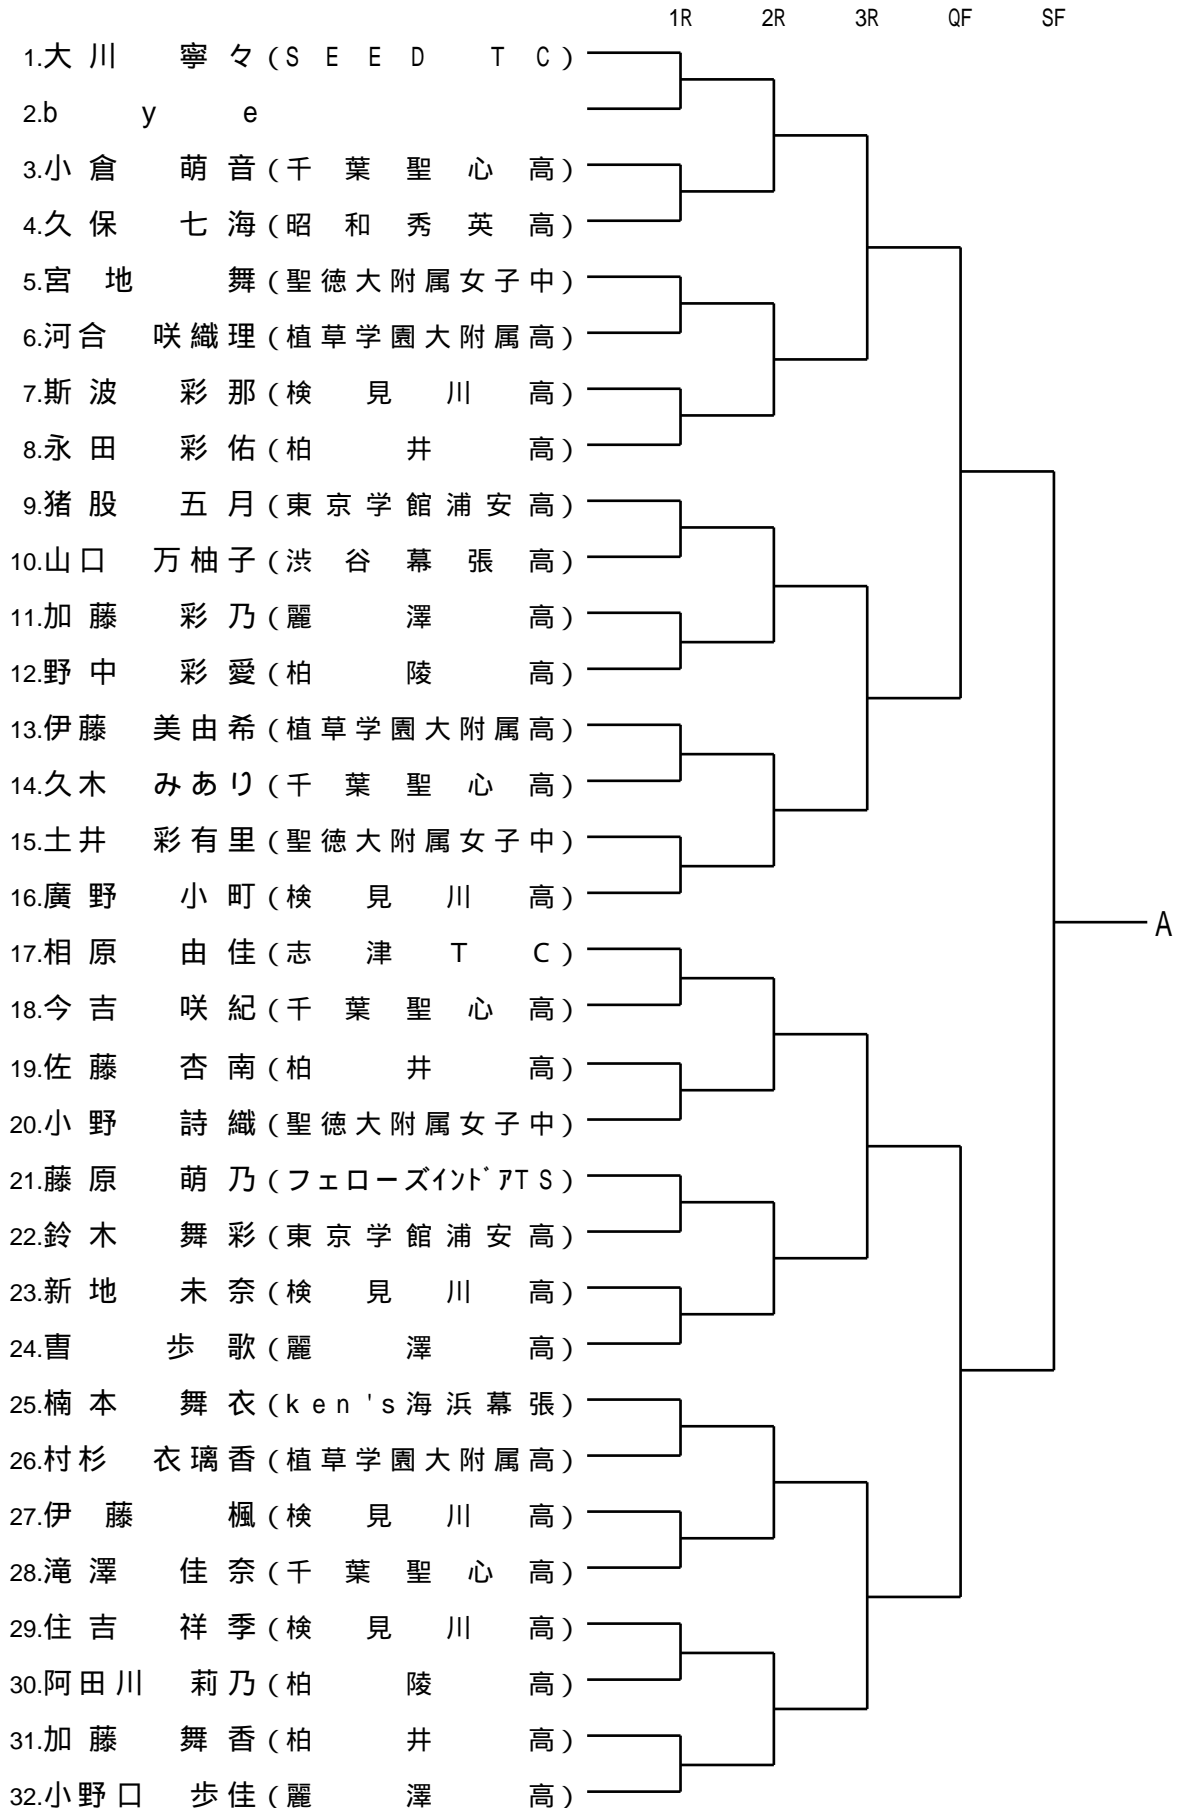 1R 2R 3R QF SF
1.大川 寧々(SEED TC)
2.bye
3.小倉 萌音(千葉聖心高)
4.久保 七海(昭和秀英高)
5.宮地 舞(聖徳大附属女子中)
6.河合 咲織理(植草学園大附属高)
7.斯波 彩那(検見川高)
8.永田 彩佑(柏井高)
9.猪股 五月(東京学館浦安高)
10.山口 万柚子(渋谷幕張高)
11.加藤 彩乃(麗澤高)
12.野中 彩愛(柏陵高)
13.伊藤 美由希(植草学園大附属高)
14.久木 みあり(千葉聖心高)
15.土井 彩有里(聖徳大附属女子中)
16.廣野 小町(検見川高)
A
17.相原 由佳(志津TC)
18.今吉 咲紀(千葉聖心高)
19.佐藤 杏南(柏井高)
20.小野 詩織(聖徳大附属女子中)
21.藤原 萌乃(フェローズインドアTS)
22.鈴木 舞彩(東京学館浦安高)
23.新地 未奈(検見川高)
24.曺 歩歌(麗澤高)
25.楠本 舞衣(ken's海浜幕張)
26.村杉 衣璃香(植草学園大附属高)
27.伊藤 楓(検見川高)
28.滝澤 佳奈(千葉聖心高)
29.住吉 祥季(検見川高)
30.阿田川 莉乃(柏陵高)
31.加藤 舞香(柏井高)
32.小野口 歩佳(麗澤高)